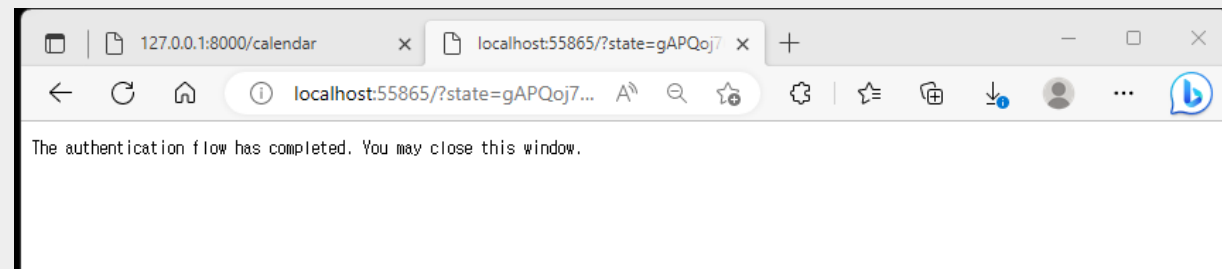 127.0.0.1:8000/calendar
localhost:55865/?state=gAPQoj7
localhost:55865/?state=gAPQoj7...
The authentication flow has completed. You may close this window.